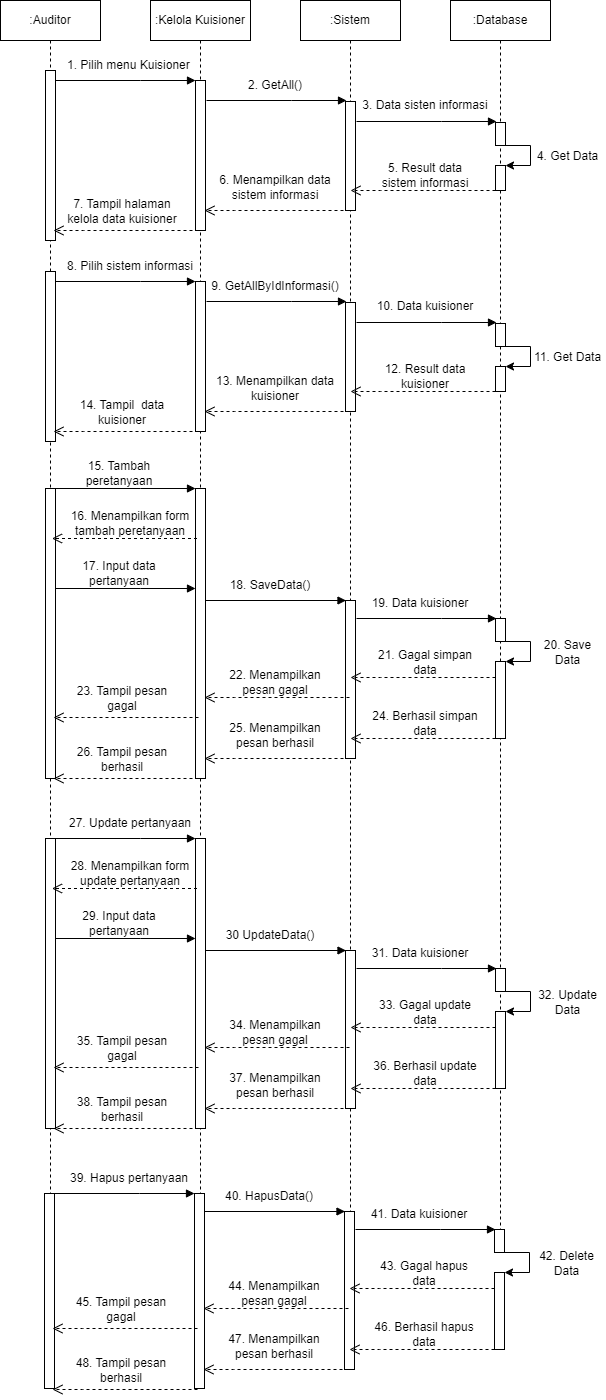 :Auditor
:Kelola Kuisioner
:Sistem
:Database
1. Pilih menu Kuisioner
2. GetAll()
3. Data sisten informasi
4. Get Data
5. Result data
sistem informasi
6. Menampilkan data
sistem informasi
7. Tampil halaman
kelola data kuisioner
8. Pilih sistem informasi
9. GetAllByIdInformasi()
10. Data kuisioner
11. Get Data
12. Result data
kuisioner
13. Menampilkan data
kuisioner
14. Tampil  data
kuisioner
15. Tambah
peretanyaan
16. Menampilkan form
tambah peretanyaan
17. Input data
pertanyaan
18. SaveData()
19. Data kuisioner
20. Save
Data
21. Gagal simpan
data
22. Menampilkan
pesan gagal
23. Tampil pesan
gagal
24. Berhasil simpan
data
25. Menampilkan
pesan berhasil
26. Tampil pesan
berhasil
27. Update pertanyaan
28. Menampilkan form
update pertanyaan
29. Input data
pertanyaan
30 UpdateData()
31. Data kuisioner
32. Update
Data
33. Gagal update
data
34. Menampilkan
pesan gagal
35. Tampil pesan
gagal
36. Berhasil update
data
37. Menampilkan
pesan berhasil
38. Tampil pesan
berhasil
39. Hapus pertanyaan
40. HapusData()
41. Data kuisioner
42. Delete
Data
43. Gagal hapus
data
44. Menampilkan
pesan gagal
45. Tampil pesan
gagal
46. Berhasil hapus
data
47. Menampilkan
pesan berhasil
48. Tampil pesan
berhasil